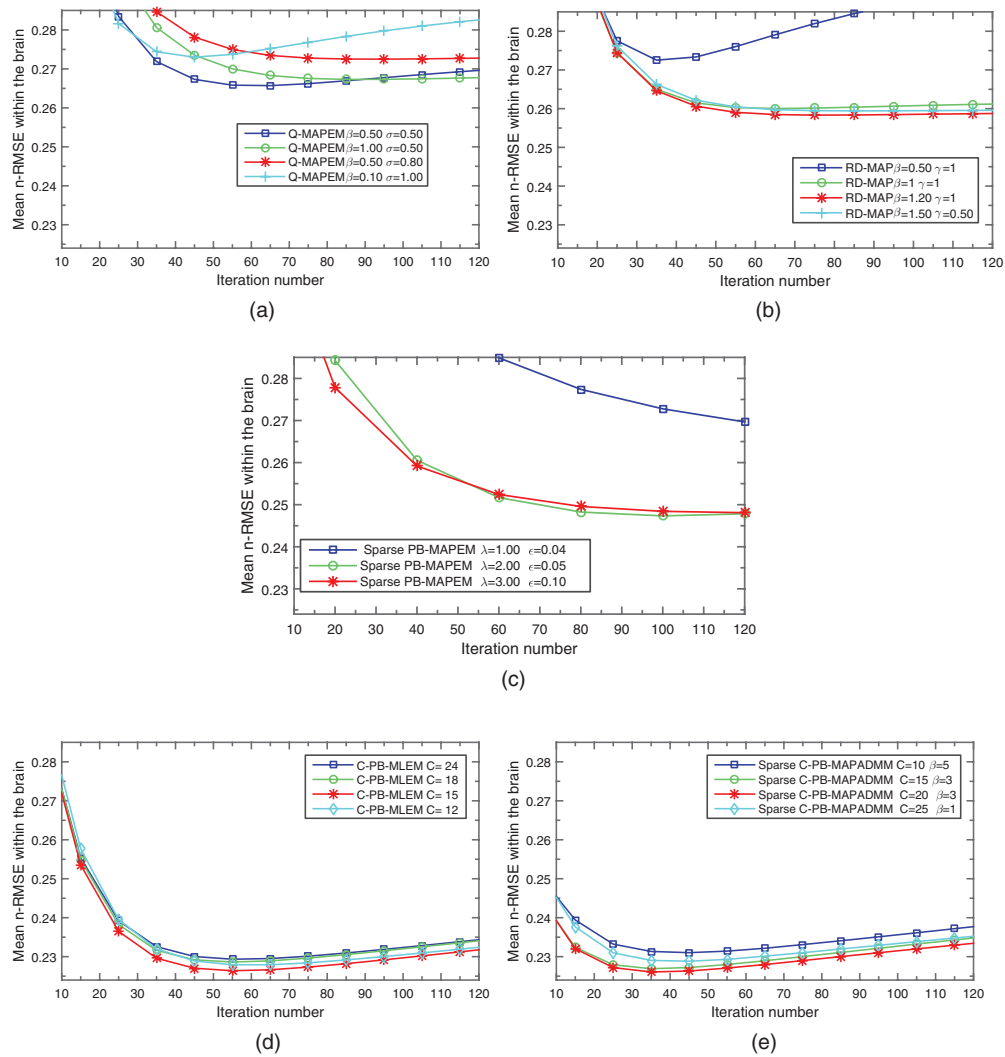 0.28
0.27
0.26
0.25
0.24
0.23
Mean n-RMSE within the brain
Q-MAPEMβ=0.50 σ=0.50
Q-MAPEMβ=1.00 σ=0.50
Q-MAPEMβ=0.50 σ=0.80
Q-MAPEMβ=0.10 σ=1.00
10 20 30 40 50 60 70 80 90 100 110 120
Iteration number
(a)
0.28
0.27
0.26
0.25
0.24
0.23
Mean n-RMSE within the brain
RD-MAPβ=0.50 γ=1
RD-MAPβ=1 γ=1
RD-MAPβ=1.20 γ=1
RD-MAPβ=1.50 γ=0.50
10 20 30 40 50 60 70 80 90 100 110 120
Iteration number
(b)
0.28
0.27
0.26
0.25
0.24
0.23
Mean n-RMSE within the brain
Sparse PB-MAPEM λ=1.00 ϵ=0.04
Sparse PB-MAPEM λ=2.00 ϵ=0.05
Sparse PB-MAPEM λ=3.00 ϵ=0.10
10 20 30 40 50 60 70 80 90 100 110 120
Iteration number
(c)
0.28
0.27
0.26
0.25
0.24
0.23
Mean n-RMSE within the brain
C-PB-MLEM C= 24
C-PB-MLEM C= 18
C-PB-MLEM C= 15
C-PB-MLEM C= 12
10 20 30 40 50 60 70 80 90 100 110 120
Iteration number
(d)
0.28
0.27
0.26
0.25
0.24
0.23
Mean n-RMSE within the brain
Sparse C-PB-MAPADMM C=10 β=5
Sparse C-PB-MAPADMM C=15 β=3
Sparse C-PB-MAPADMM C=20 β=3
Sparse C-PB-MAPADMM C=25 β=1
10 20 30 40 50 60 70 80 90 100 110 120
Iteration number
(e)